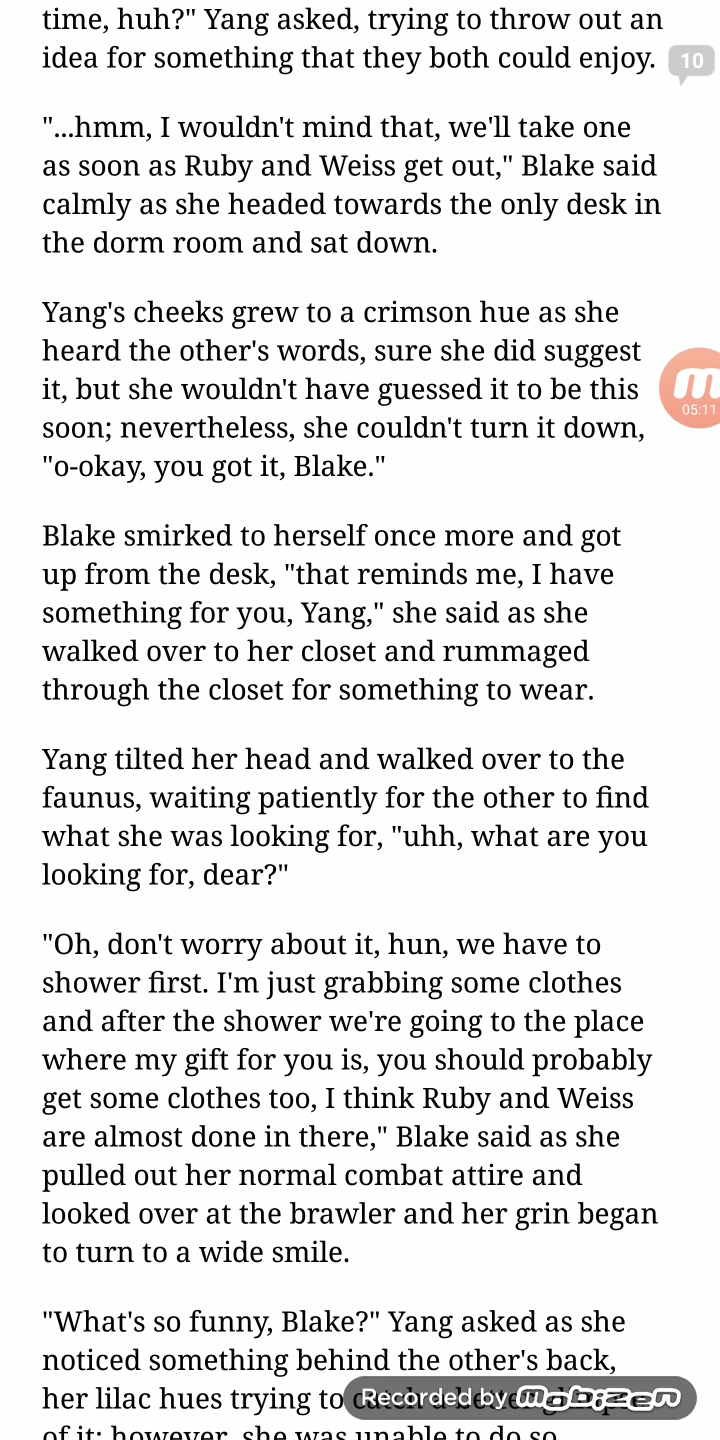 time, huh?" Yang asked, trying to throw out an
idea for something that they both could enjoy.
10
"...hmm, I wouldn't mind that, we'll take one
as soon as Ruby and Weiss get out," Blake said
calmly as she headed towards the only desk in
the dorm room and sat down.
Yang's cheeks grew to a crimson hue as she
heard the other's words, sure she did suggest
it, but she wouldn't have guessed it to be this
m
05:11
soon; nevertheless, she couldn't turn it down,
"o-okay, you got it, Blake."
Blake smirked to herself once more and got
up from the desk, "that reminds me, I have
something for you, Yang," she said as she
walked over to her closet and rummaged
through the closet for something to wear.
Yang tilted her head and walked over to the
faunus, waiting patiently for the other to find
what she was looking for, "uhh, what are you
looking for, dear?"
"Oh, don't worry about it, hun, we have to
shower first. I'm just grabbing some clothes
and after the shower we're going to the place
where my gift for you is, you should probably
get some clothes too, I think Ruby and Weiss
are almost done in there," Blake said as she
pulled out her normal combat attire and
looked over at the brawler and her grin began
to turn to a wide smile.
"What's so funny, Blake?" Yang asked as she
noticed something behind the other's back,
her lilac hues trying to
Recorded by mobizen
of it; however, she was unable to do so